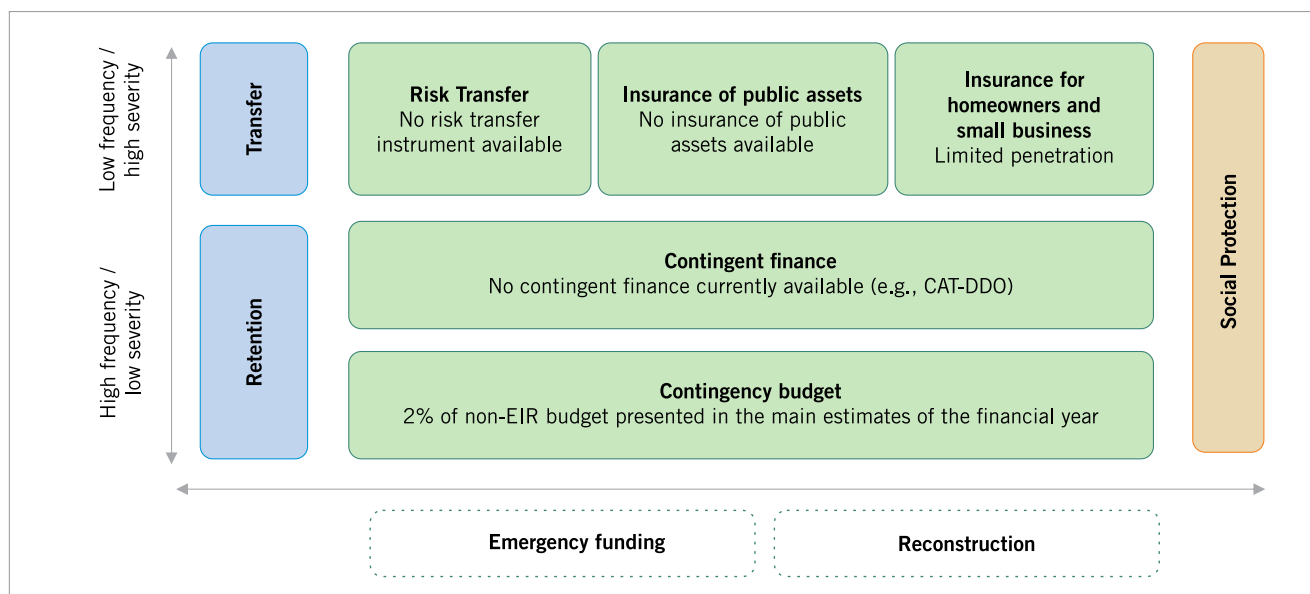 Low frequency /
high severity
Transfer
Risk Transfer
No risk transfer
instrument available
Insurance of public assets
No insurance of public
assets available
Insurance for
homeowners and
small business
Limited penetration
Social Protection
High frequency /
low severity
Retention
Contingent finance
No contingent finance currently available (e.g., CAT-DDO)
Contingency budget
2% of non-EIR budget presented in the main estimates of the financial year
Emergency funding
Reconstruction